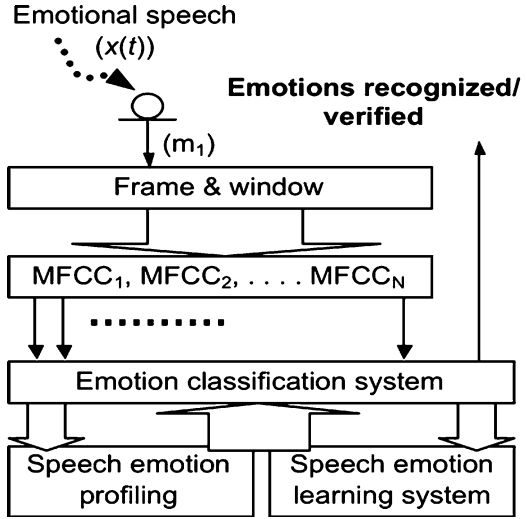 Emotional speech
(x(t))
Emotions recognized/
verified
(m₁)
Frame & window
MFCC₁, MFCC₂, . . . . MFCCN
Emotion classification system
Speech emotion
profiling
Speech emotion
learning system